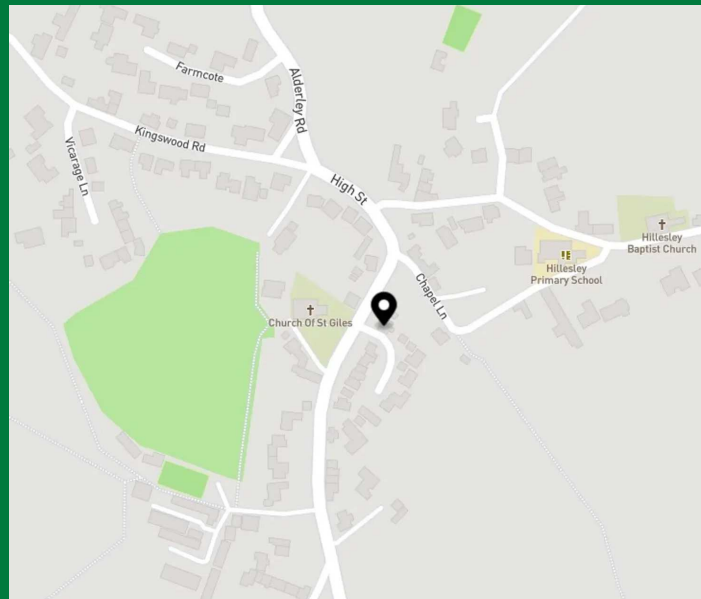 Farmcote
Alderley Rd
Kingswood Rd
Vicarage Ln
High St
Hillesley
Baptist Church
Hillesley
Primary School
Chapel Ln
Church Of St Giles